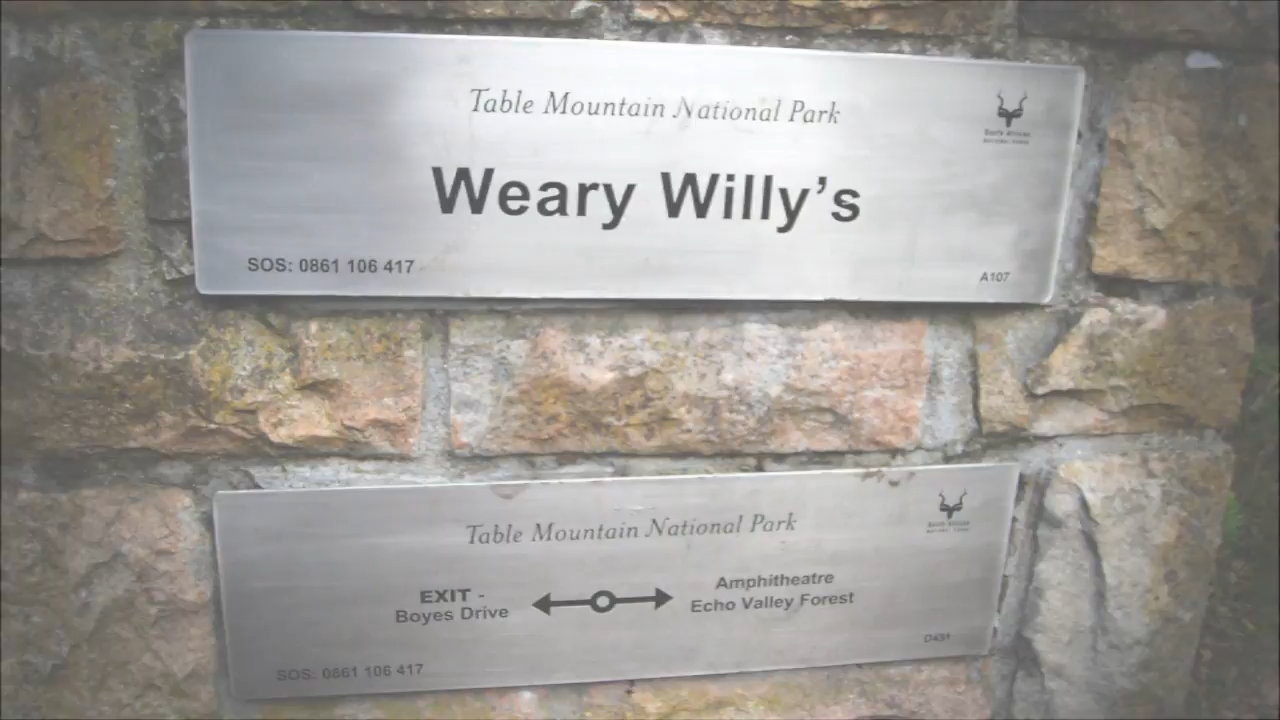 Table Mountain National Park
Weary Willy's
SOS: 0861 106 417
A107
Table Mountain National Park
EXIT -
Boyes Drive
Amphitheatre
Echo Valley Forest
SOS: 0861 106 417